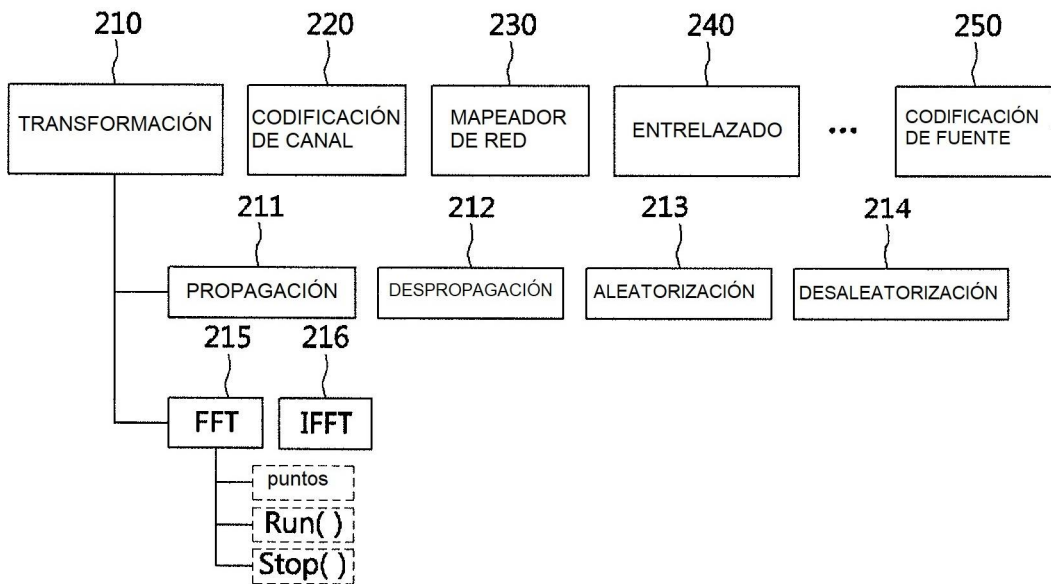 210 220 230 240 250
TRANSFORMACIÓN
CODIFICACIÓN
DE CANAL
MAPEADOR
DE RED
ENTRELAZADO
...
CODIFICACIÓN
DE FUENTE
211 212 213 214
PROPAGACIÓN
DESPROPAGACIÓN
ALEATORIZACIÓN
DESALEATORIZACIÓN
215 216
FFT
IFFT
puntos
Run( )
Stop( )